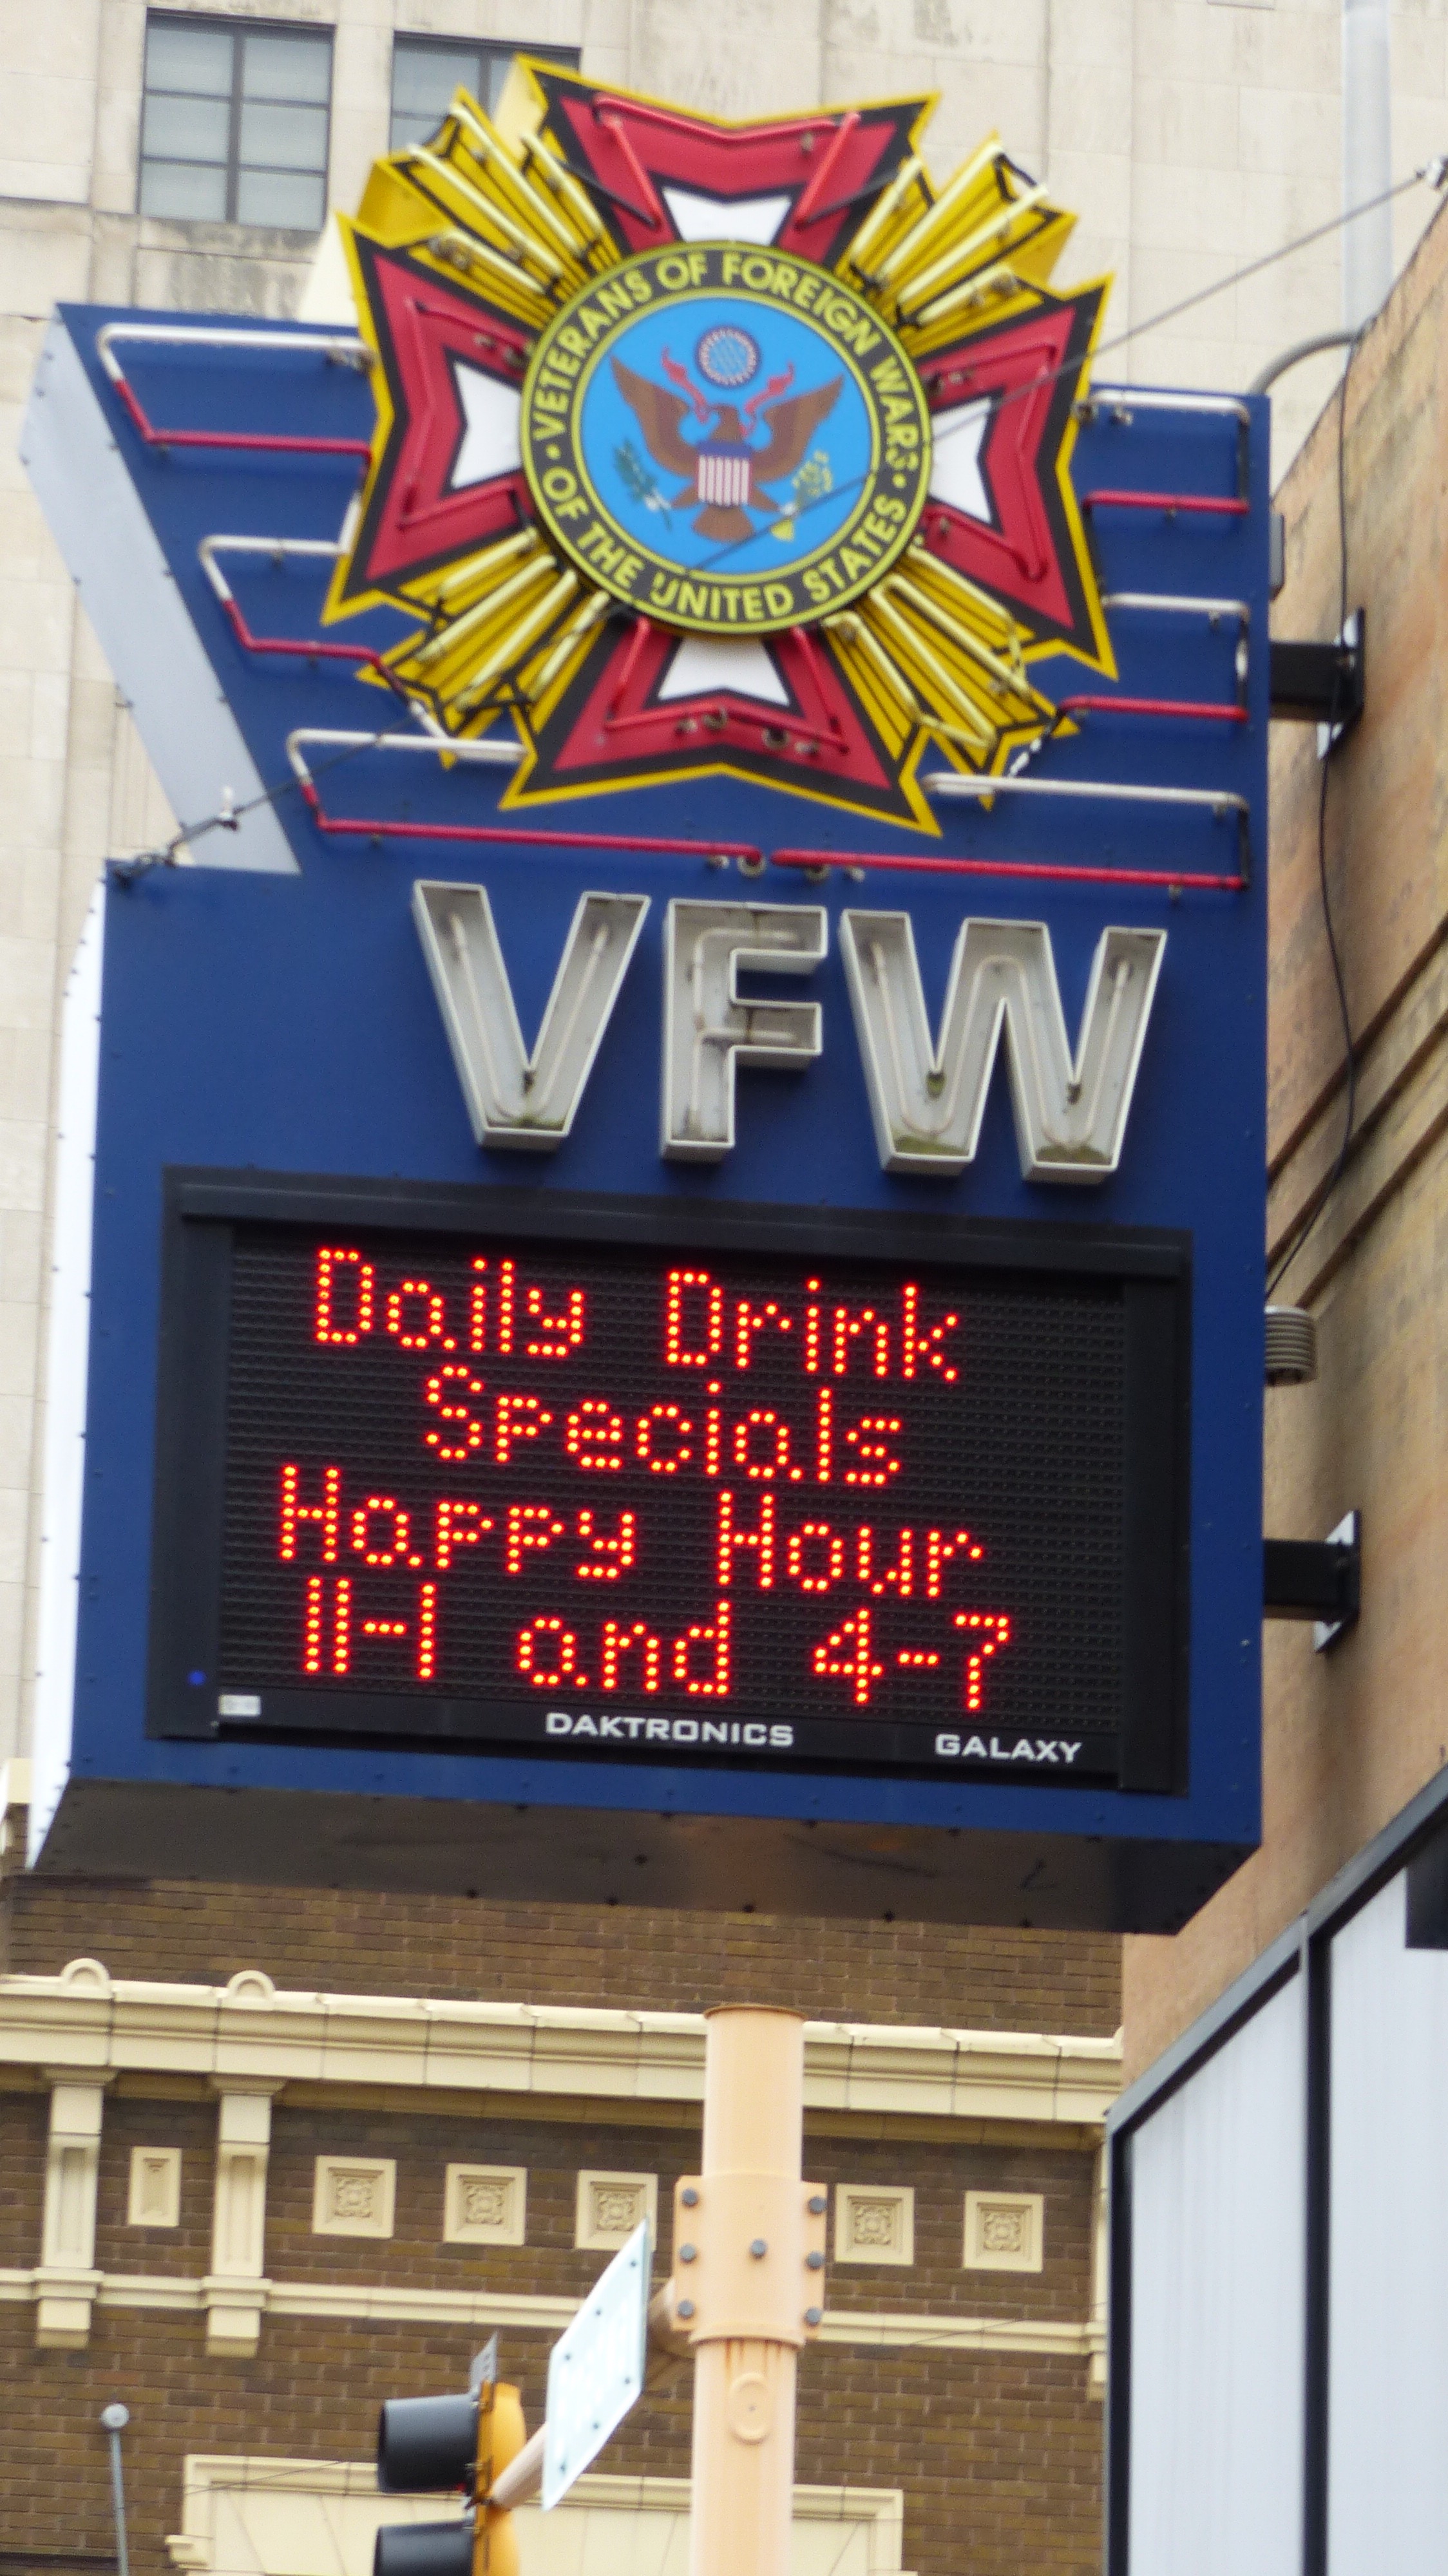 VETERANS OF FOREIGN WARS
OF THE UNITED STATES
VFW
Daily Drink
Specials
Happy Hour
11-1 and 4-7
DAKTRONICS GALAXY